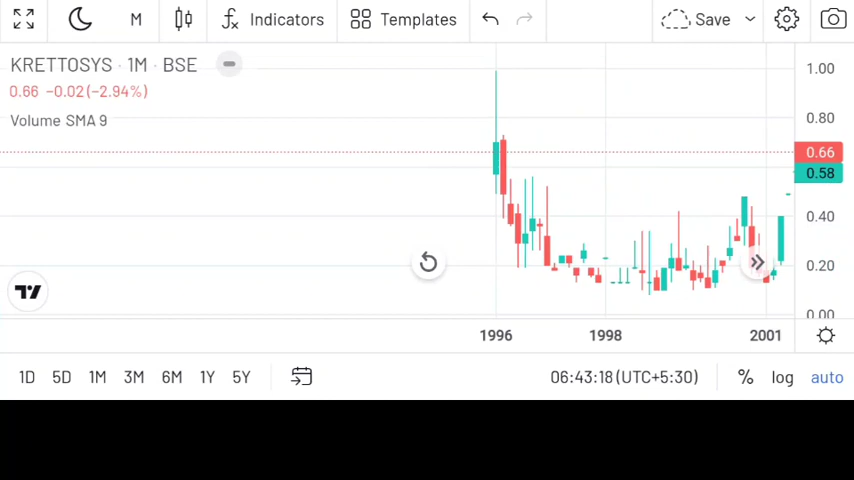 M Indicators Templates Save
KRETTOSYS · 1M · BSE
0.66 −0.02 (−2.94%)
Volume SMA 9
1.00
0.80
0.66
0.58
0.40
0.20
0.00
1996 1998 2001
1D 5D 1M 3M 6M 1Y 5Y 06:43:18 (UTC+5:30) % log auto